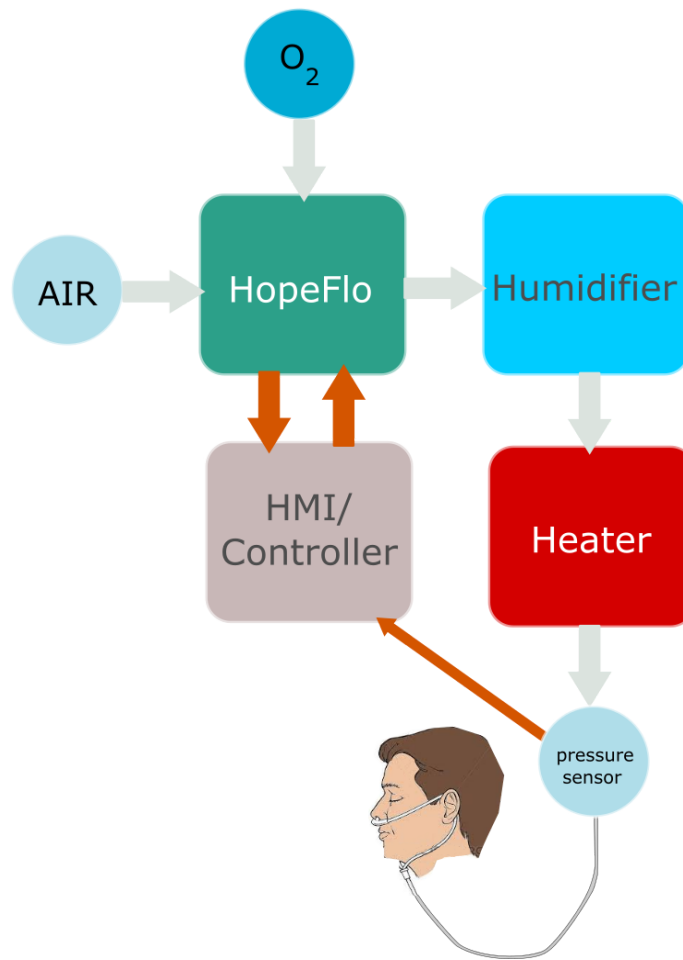 O₂
AIR
HopeFlo
Humidifier
HMI/
Controller
Heater
pressure
sensor